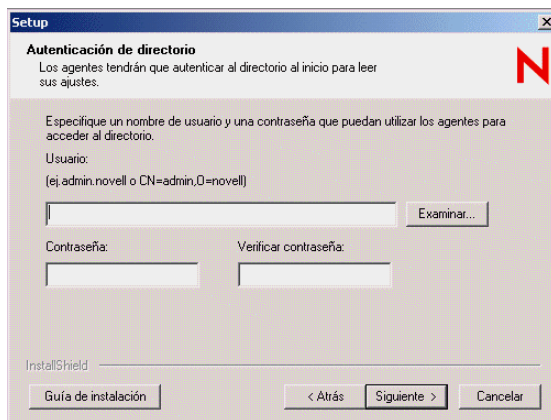 Setup
Autenticación de directorio
Los agentes tendrán que autenticar al directorio al inicio para leer
sus ajustes.
N
Especifique un nombre de usuario y una contraseña que puedan utilizar los agentes para
acceder al directorio.
Usuario:
(ej.admin.novell o CN=admin,O=novell)
Examinar...
Contraseña:
Verificar contraseña:
InstallShield
Guía de instalación
< Atrás
Siguiente >
Cancelar